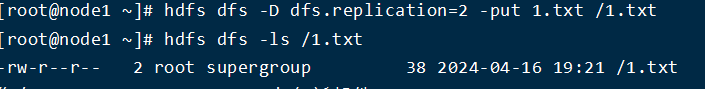 [root@node1 ~]# hdfs dfs -D dfs.replication=2 -put 1.txt /1.txt
[root@node1 ~]# hdfs dfs -ls /1.txt
-rw-r--r--   2 root supergroup         38 2024-04-16 19:21 /1.txt